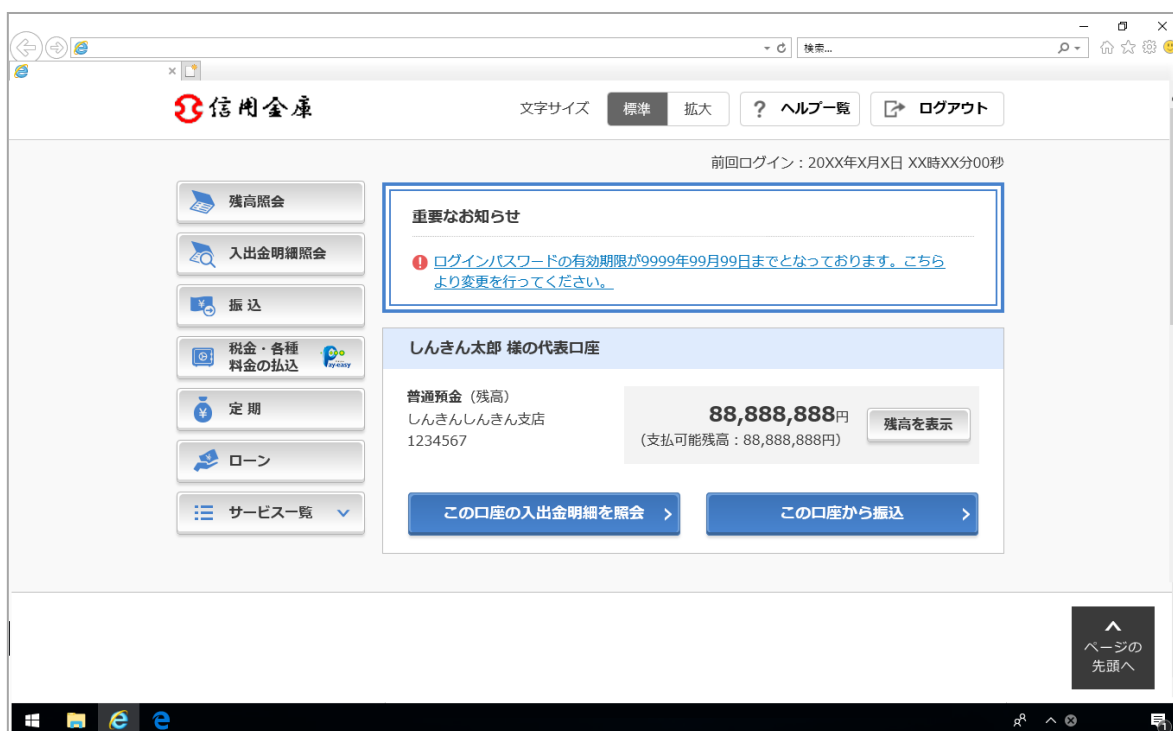 検索...
信用金庫
文字サイズ 標準 拡大 ? ヘルプ一覧 ログアウト
前回ログイン：20XX年X月X日 XX時XX分00秒
残高照会
入出金明細照会
振込
税金・各種
料金の払込
Pay-easy
定期
ローン
サービス一覧
重要なお知らせ
ログインパスワードの有効期限が9999年99月99日までとなっております。こちら
より変更を行ってください。
しんきん太郎 様の代表口座
普通預金（残高）
しんきんしんきん支店
1234567
88,888,888円
（支払可能残高：88,888,888円）
残高を表示
この口座の入出金明細を照会
この口座から振込
ページの
先頭へ
1